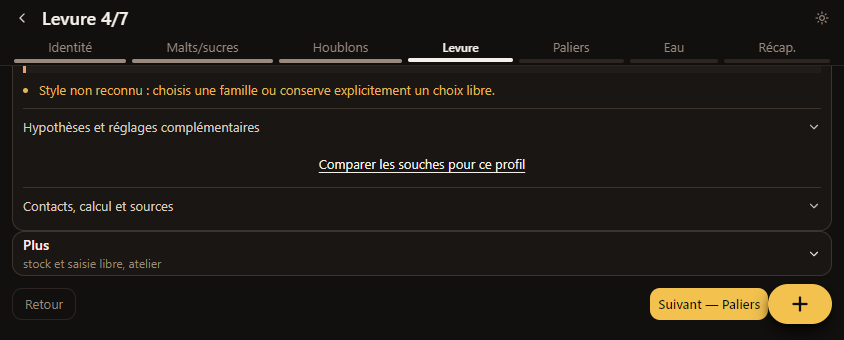 Levure 4/7
Identité
Malts/sucres
Houblons
Levure
Paliers
Eau
Récap.
• Style non reconnu : choisis une famille ou conserve explicitement un choix libre.
Hypothèses et réglages complémentaires
Comparer les souches pour ce profil
Contacts, calcul et sources
Plus
stock et saisie libre, atelier
Retour
Suivant — Paliers
+